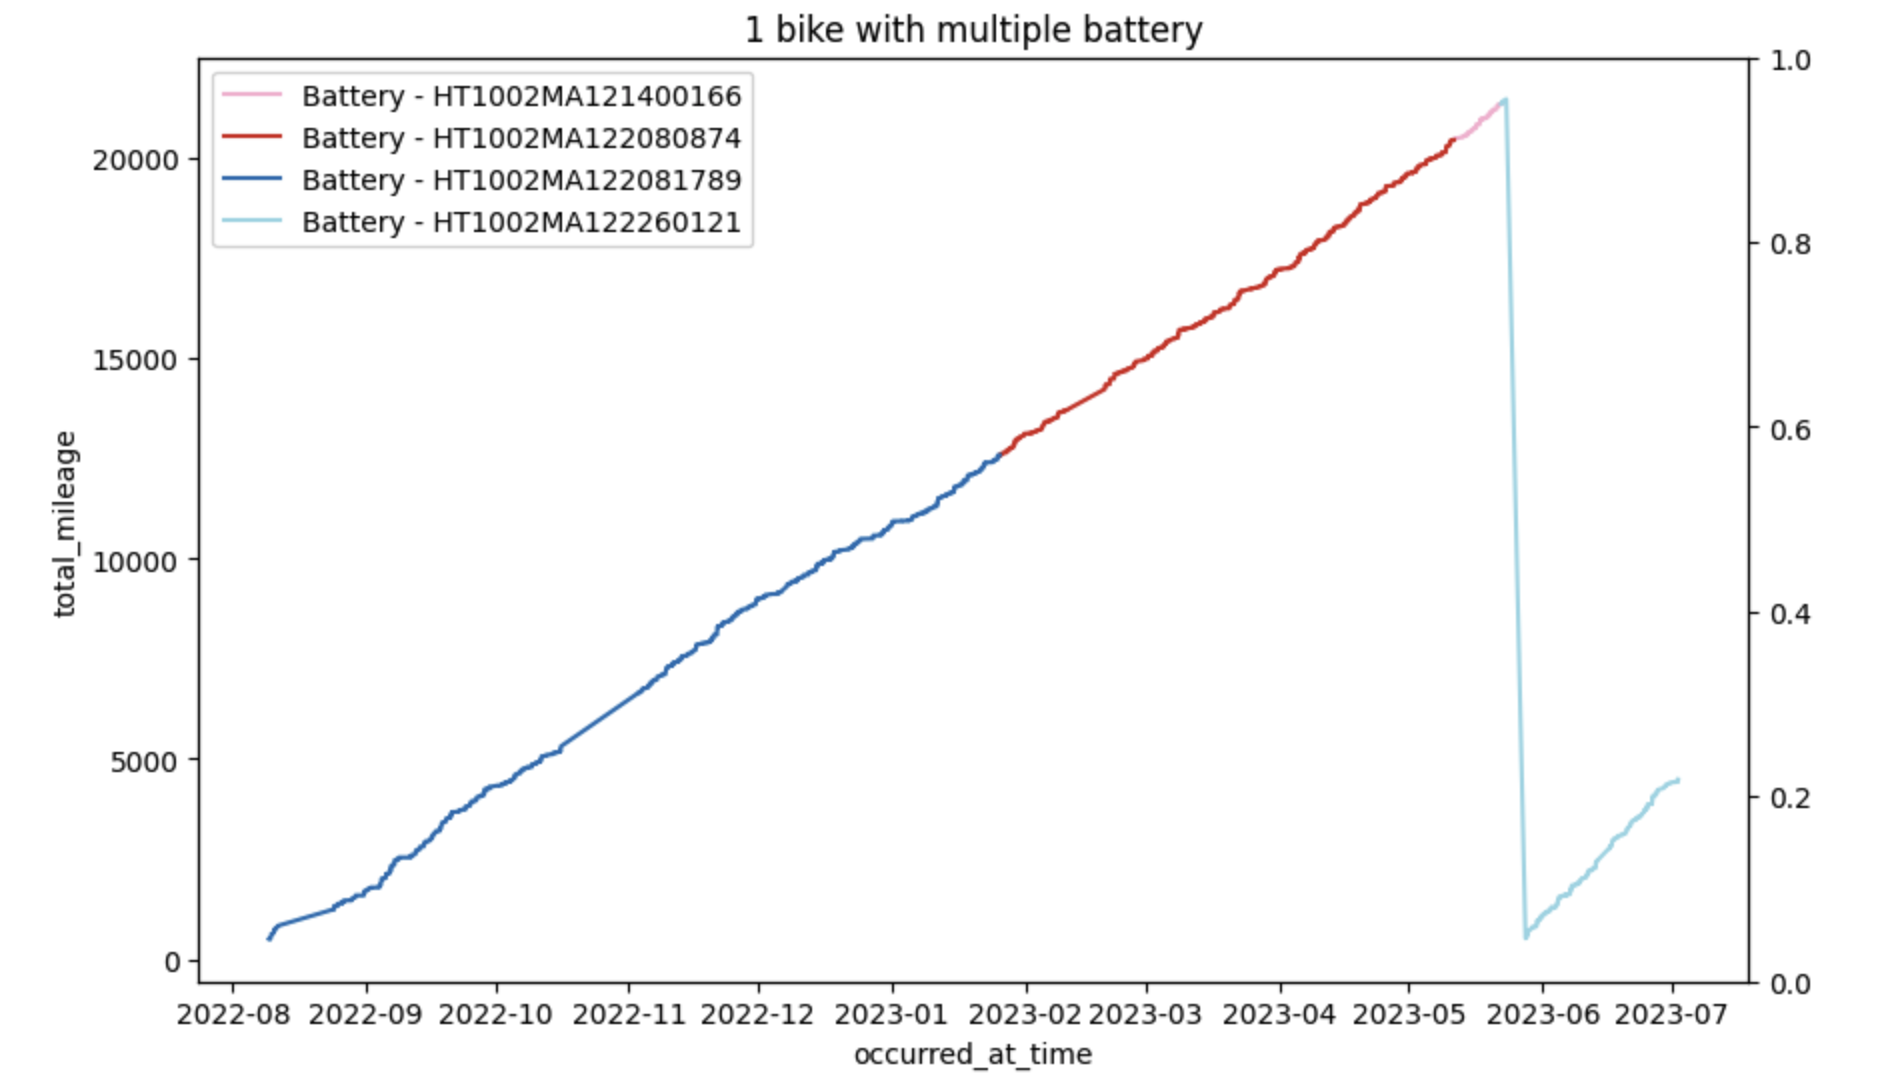 1 bike with multiple battery
Battery - HT1002MA121400166
Battery - HT1002MA122080874
Battery - HT1002MA122081789
Battery - HT1002MA122260121
20000
15000
10000
5000
0
total_mileage
1.0
0.8
0.6
0.4
0.2
0.0
2022-08 2022-09 2022-10 2022-11 2022-12 2023-01 2023-02 2023-03 2023-04 2023-05 2023-06 2023-07
occurred_at_time